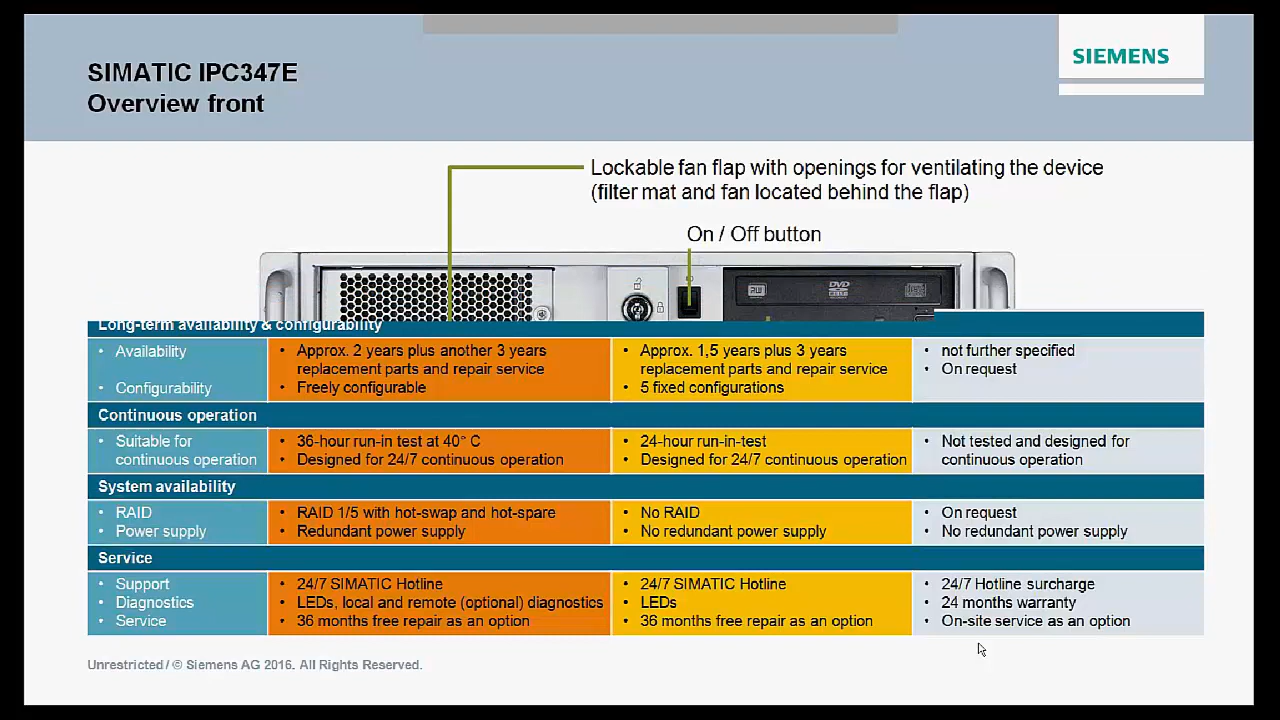 SIMATIC IPC347E
Overview front
SIEMENS
Lockable fan flap with openings for ventilating the device
(filter mat and fan located behind the flap)
On / Off button
RW
DVD
Long-term availability & configurability
• Availability
• Configurability
• Approx. 2 years plus another 3 years
replacement parts and repair service
• Freely configurable
• Approx. 1,5 years plus 3 years
replacement parts and repair service
• 5 fixed configurations
• not further specified
• On request
Continuous operation
• Suitable for
continuous operation
• 36-hour run-in test at 40° C
• Designed for 24/7 continuous operation
• 24-hour run-in-test
• Designed for 24/7 continuous operation
• Not tested and designed for
continuous operation
System availability
• RAID
• Power supply
• RAID 1/5 with hot-swap and hot-spare
• Redundant power supply
• No RAID
• No redundant power supply
• On request
• No redundant power supply
Service
• Support
• Diagnostics
• Service
• 24/7 SIMATIC Hotline
• LEDs, local and remote (optional) diagnostics
• 36 months free repair as an option
• 24/7 SIMATIC Hotline
• LEDs
• 36 months free repair as an option
• 24/7 Hotline surcharge
• 24 months warranty
• On-site service as an option
Unrestricted / © Siemens AG 2016. All Rights Reserved.